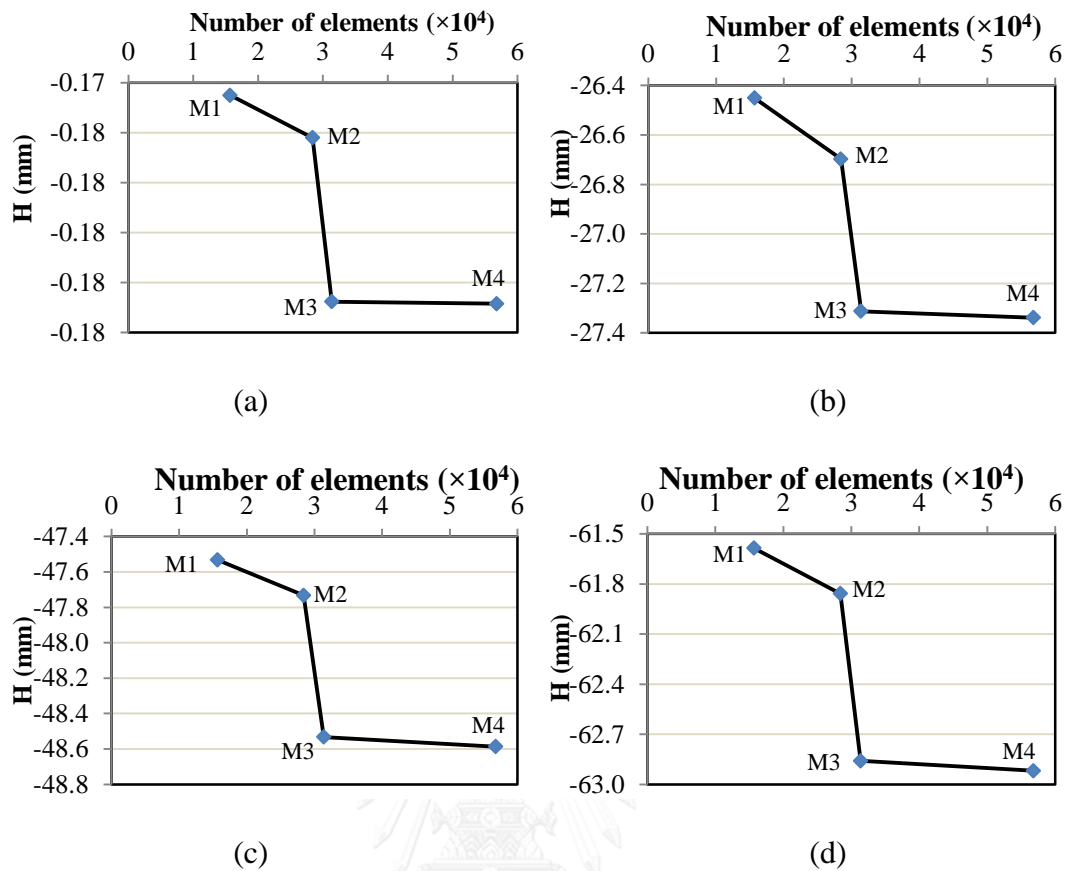 Number of elements (×10⁴)
0 1 2 3 4 5 6
-0.17
-0.18
-0.18
-0.18
-0.18
-0.18
H (mm)
M1
M2
M3
M4
(a)
Number of elements (×10⁴)
0 1 2 3 4 5 6
-26.4
-26.6
-26.8
-27.0
-27.2
-27.4
H (mm)
M1
M2
M3
M4
(b)
Number of elements (×10⁴)
0 1 2 3 4 5 6
-47.4
-47.6
-47.8
-48.0
-48.2
-48.4
-48.6
-48.8
H (mm)
M1
M2
M3
M4
(c)
Number of elements (×10⁴)
0 1 2 3 4 5 6
-61.5
-61.8
-62.1
-62.4
-62.7
-63.0
H (mm)
M1
M2
M3
M4
(d)